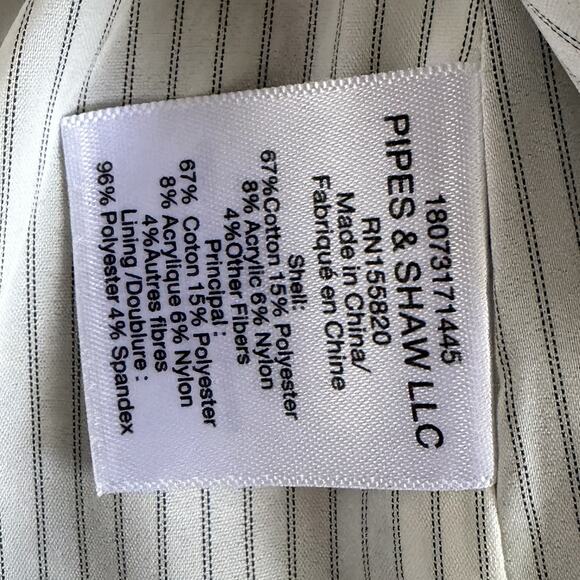 18073171445
PIPES & SHAW LLC
RN155820
Made in China/
Fabriqué en Chine
Shell:
67%Cotton 15% Polyester
8% Acrylic 6% Nylon
4%Other Fibers
Principal :
67% Coton 15% Polyester
8% Acrylique 6% Nylon
4%Autres fibres
Lining /Doublure :
96% Polyester 4% Spandex